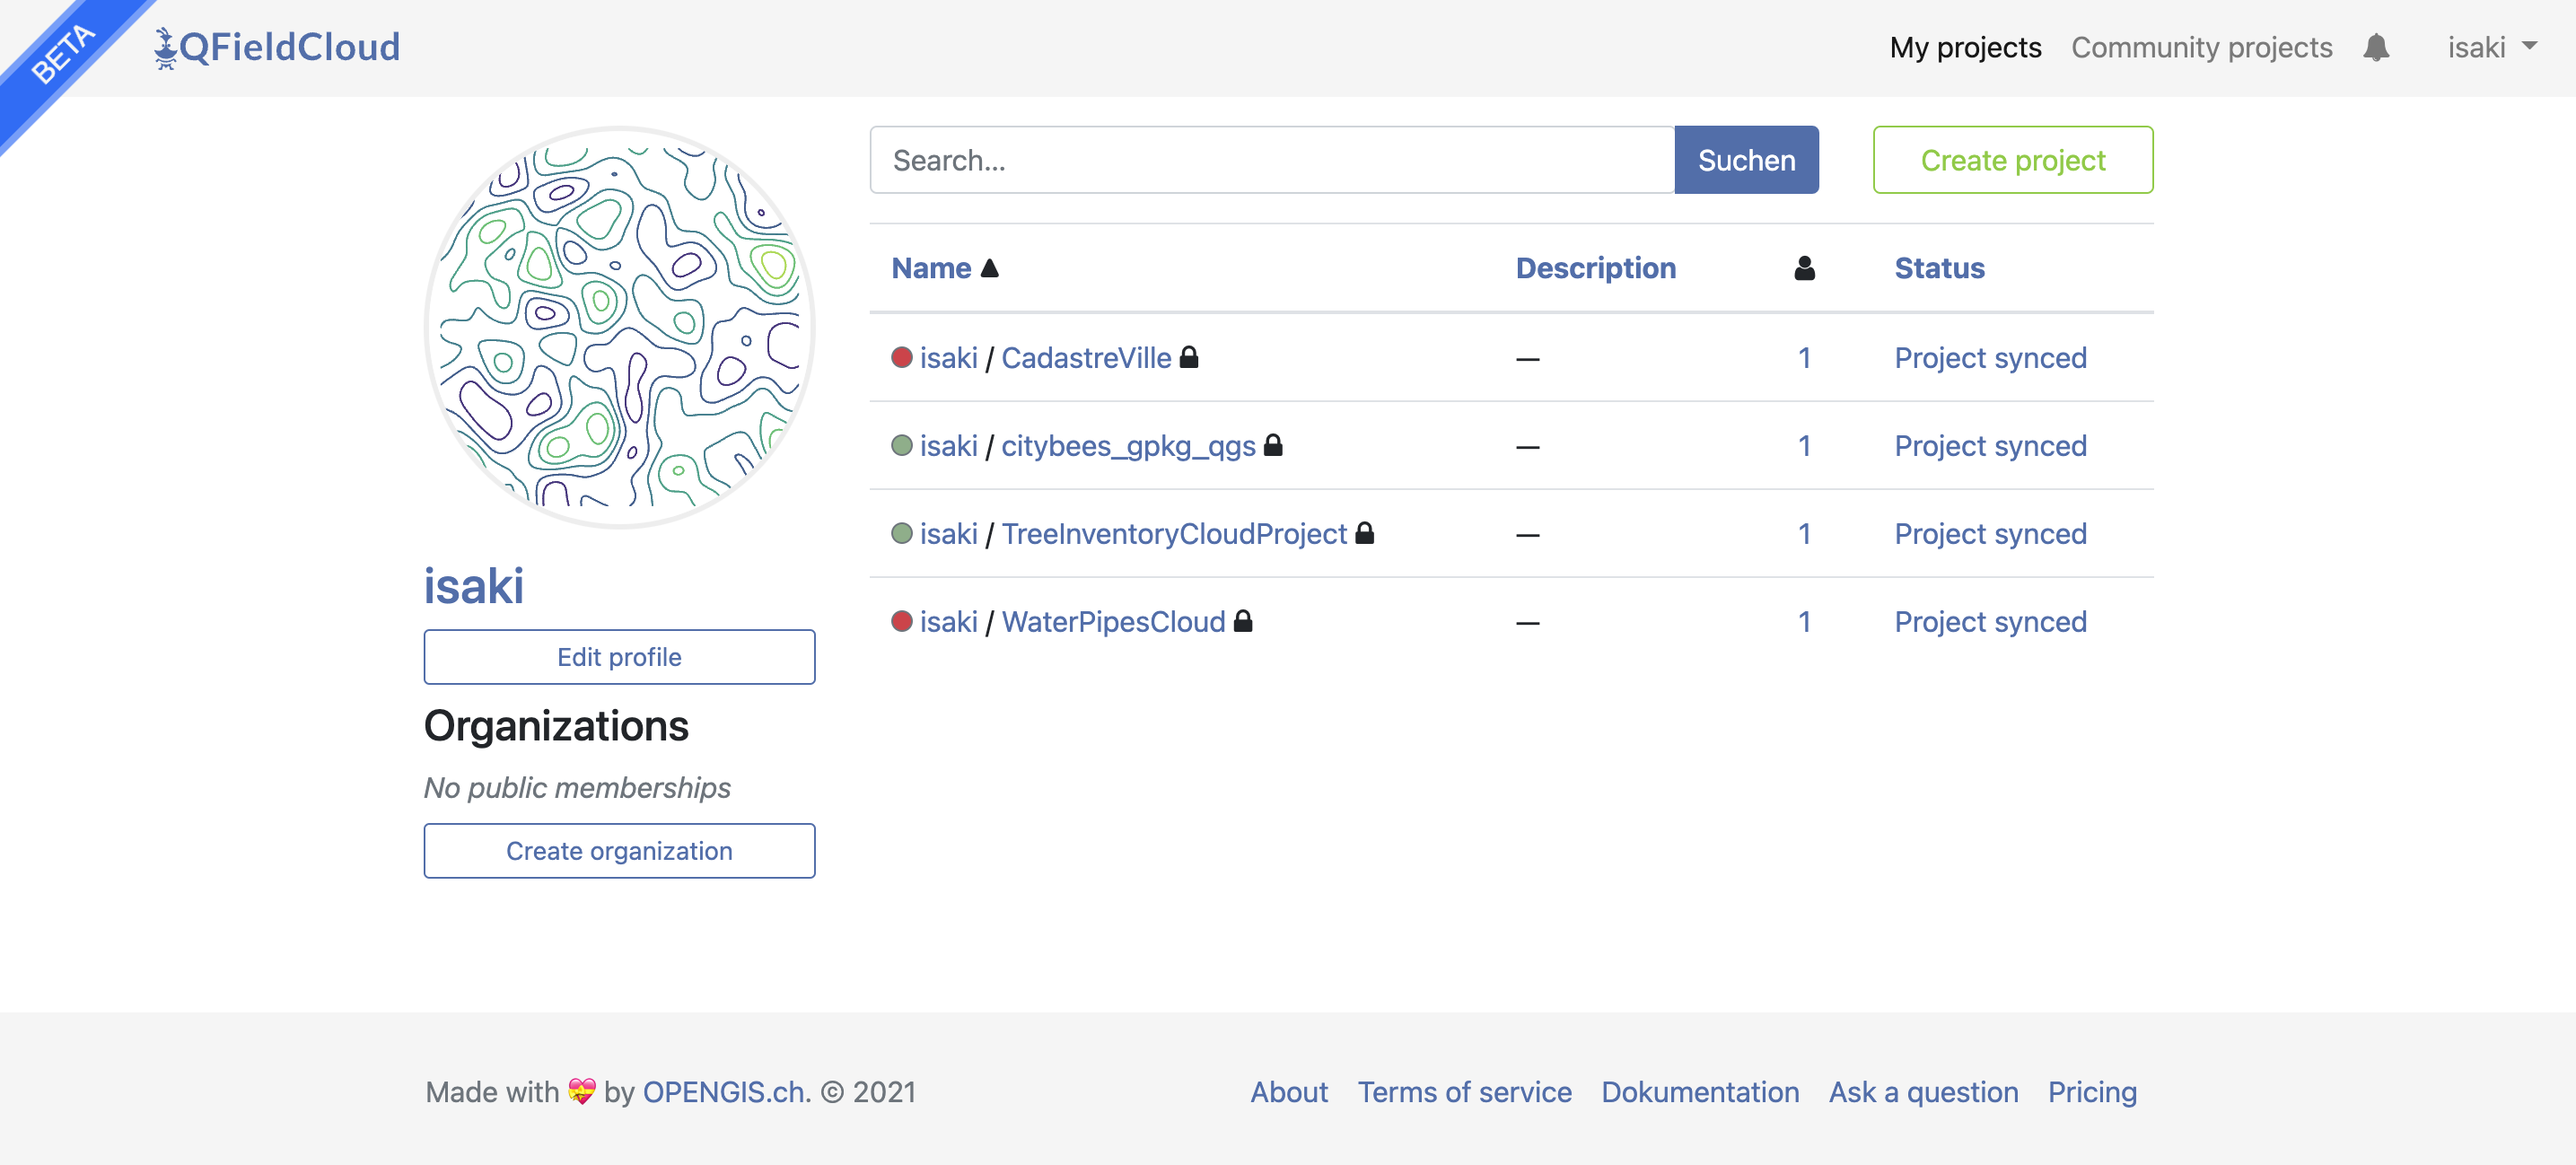 BETA
QFieldCloud
My projects Community projects isaki
Search... Suchen Create project
Name Description Status
isaki / CadastreVille — 1 Project synced
isaki / citybees_gpkg_qgs — 1 Project synced
isaki / TreeInventoryCloudProject — 1 Project synced
isaki / WaterPipesCloud — 1 Project synced
isaki
Edit profile
Organizations
No public memberships
Create organization
Made with 💝 by OPENGIS.ch. © 2021
About Terms of service Dokumentation Ask a question Pricing